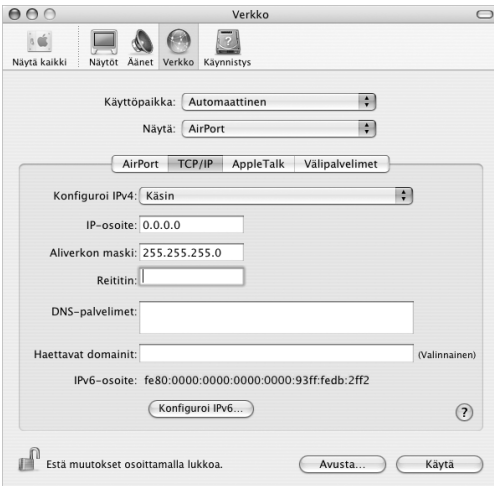 Verkko
Näytä kaikki Näytöt Äänet Verkko Käynnistys
Käyttöpaikka: Automaattinen
Näytä: AirPort
AirPort TCP/IP AppleTalk Välipalvelimet
Konfiguroi IPv4: Käsin
IP-osoite: 0.0.0.0
Aliverkon maski: 255.255.255.0
Reititin:
DNS-palvelimet:
Haettavat domainit: (Valinnainen)
IPv6-osoite: fe80:0000:0000:0000:0000:93ff:fedb:2ff2
Konfiguroi IPv6...
?
Estä muutokset osoittamalla lukkoa. Avusta... Käytä